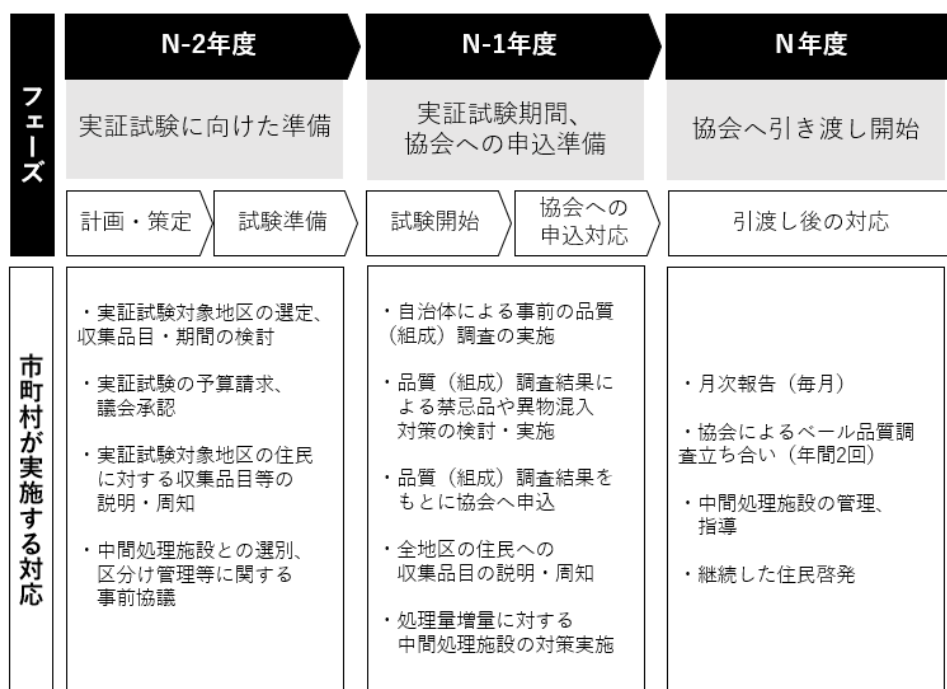 フェーズ
N-2年度
N-1年度
N年度
実証試験に向けた準備
実証試験期間、
協会への申込準備
協会へ引き渡し開始
計画・策定
試験準備
試験開始
協会への
申込対応
引渡し後の対応
市町村が実施する対応
・実証試験対象地区の選定、
収集品目・期間の検討
・実証試験の予算請求、
議会承認
・実証試験対象地区の住民
に対する収集品目等の
説明・周知
・中間処理施設との選別、
区分け管理等に関する
事前協議
・自治体による事前の品質
(組成)調査の実施
・品質(組成)調査結果に
よる禁忌品や異物混入
対策の検討・実施
・品質(組成)調査結果を
もとに協会へ申込
・全地区の住民への
収集品目の説明・周知
・処理量増量に対する
中間処理施設の対策実施
・月次報告(毎月)
・協会によるベール品質調
査立ち合い(年間2回)
・中間処理施設の管理、
指導
・継続した住民啓発